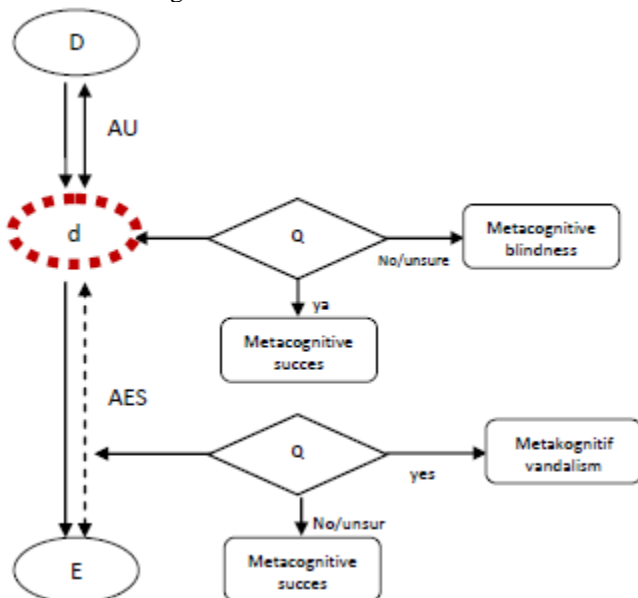 D
AU
d
Q
Metacognitive
blindness
No/unsure
ya
Metacognitive
succes
AES
Q
Metakognitif
vandalism
yes
No/unsur
Metacognitive
succes
E